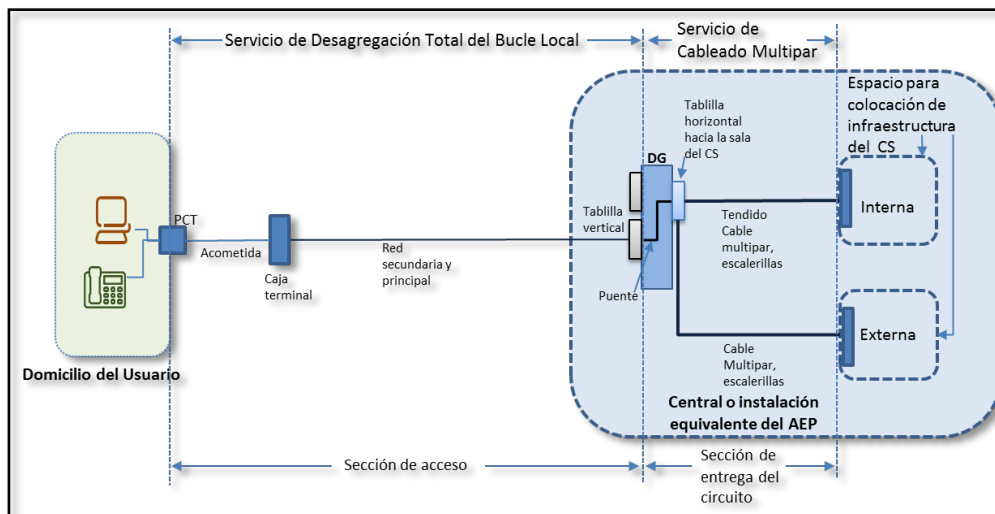 Servicio de Desagregación Total del Bucle Local
Servicio de
Cableado Multipar
Espacio para
colocación de
infraestructura
del CS
Tablilla
horizontal
hacia la sala
del CS
DG
PCT
Acometida
Caja
terminal
Red
secundaria y
principal
Tablilla
vertical
Puente
Tendido
Cable
multipar,
escalerillas
Interna
Cable
Multipar,
escalerillas
Externa
Domicilio del Usuario
Central o instalación
equivalente del AEP
Sección de acceso
Sección de
entrega del
circuito